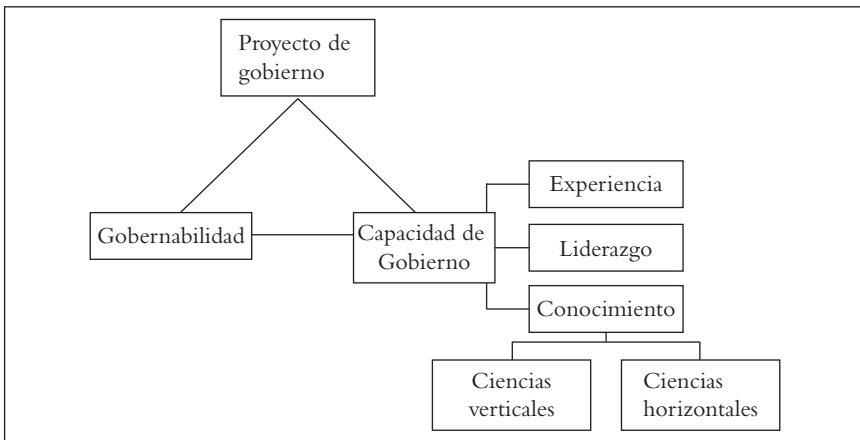 Proyecto de
gobierno
Experiencia
Gobernabilidad
Capacidad de
Gobierno
Liderazgo
Conocimiento
Ciencias
verticales
Ciencias
horizontales